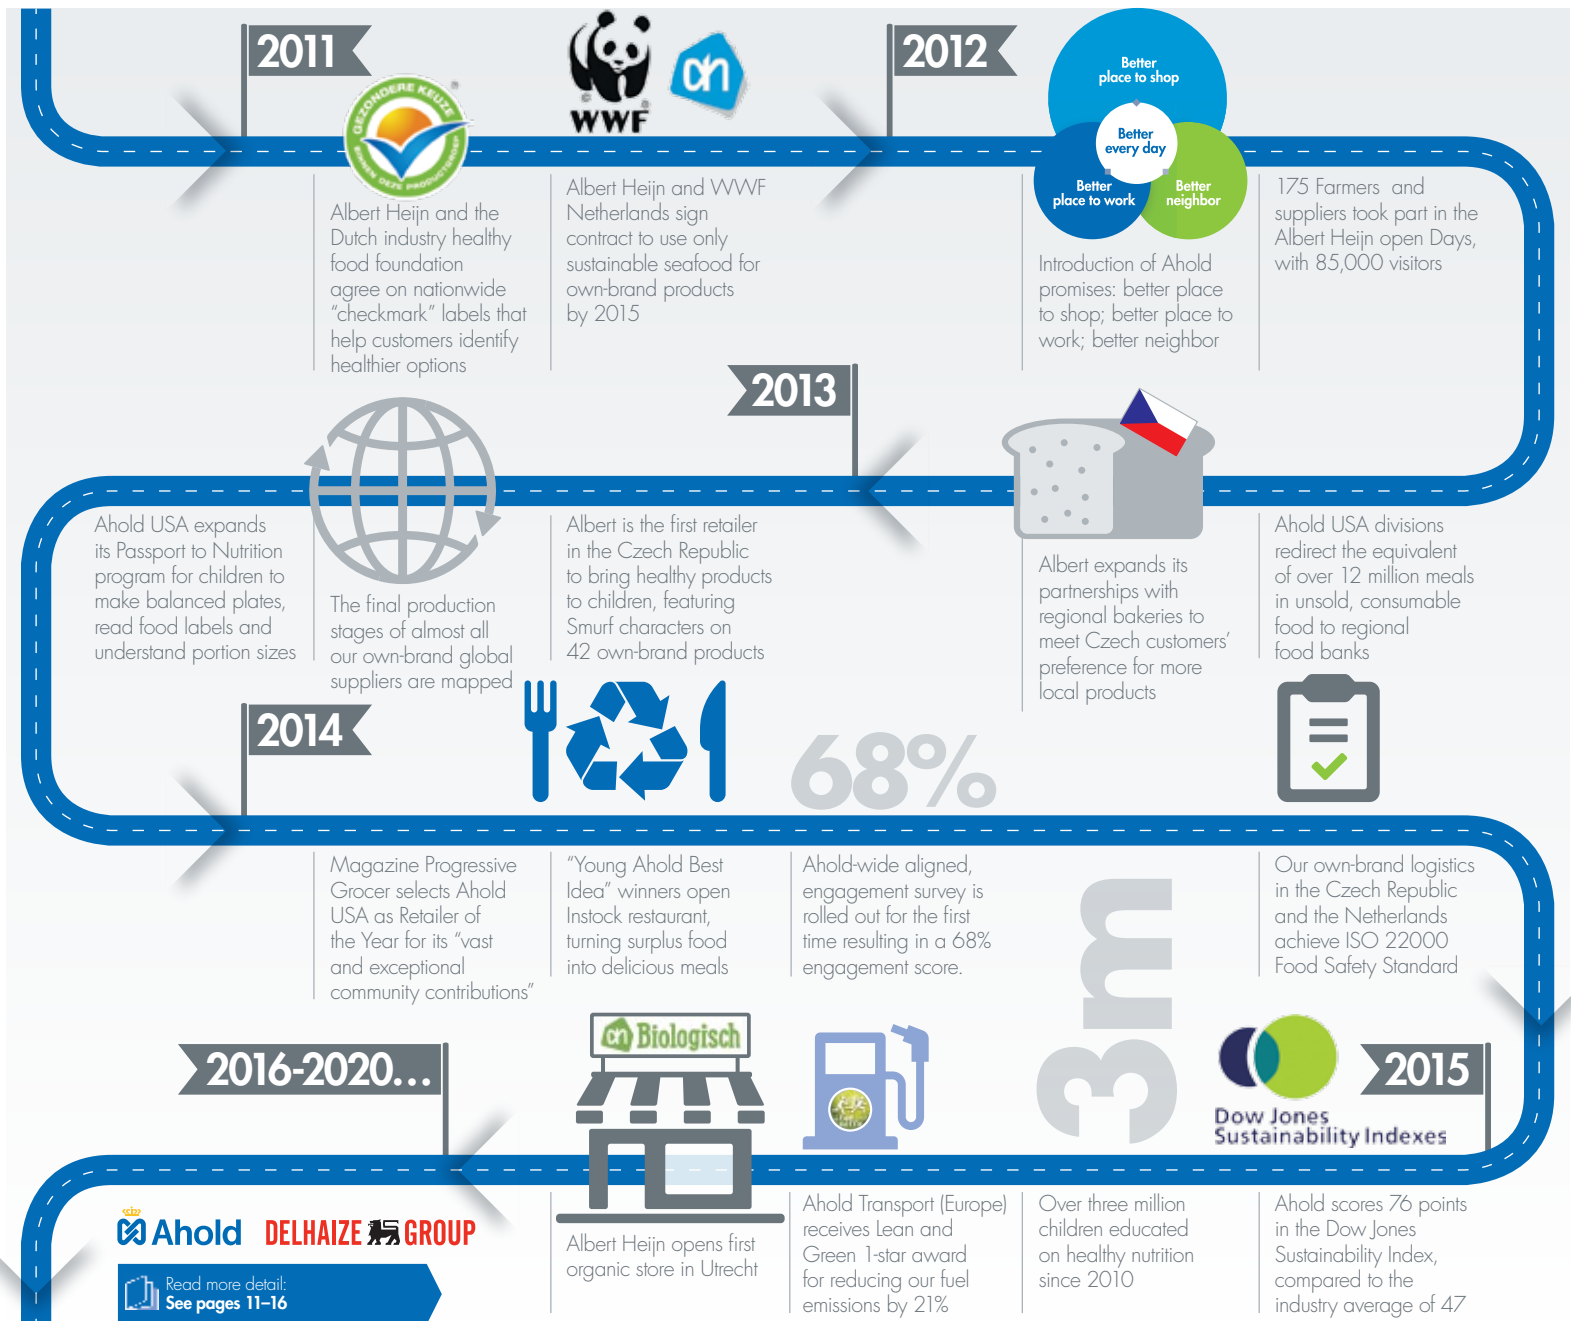 2011
GEZONDERE KEUZE
BINNEN DEZE PRODUCTGROEP
®
Albert Heijn and the
Dutch industry healthy
food foundation
agree on nationwide
“checkmark” labels that
help customers identify
healthier options
©
®
WWF
ah
Albert Heijn and WWF
Netherlands sign
contract to use only
sustainable seafood for
own-brand products
by 2015
2012
Better
place to shop
Better
every day
Better
place to work
Better
neighbor
Introduction of Ahold
promises: better place
to shop; better place to
work; better neighbor
175 Farmers and
suppliers took part in the
Albert Heijn open Days,
with 85,000 visitors
Ahold USA divisions
redirect the equivalent
of over 12 million meals
in unsold, consumable
food to regional
food banks
Albert expands its
partnerships with
regional bakeries to
meet Czech customers’
preference for more
local products
2013
Albert is the first retailer
in the Czech Republic
to bring healthy products
to children, featuring
Smurf characters on
42 own-brand products
The final production
stages of almost all
our own-brand global
suppliers are mapped
Ahold USA expands
its Passport to Nutrition
program for children to
make balanced plates,
read food labels and
understand portion sizes
2014
Magazine Progressive
Grocer selects Ahold
USA as Retailer of
the Year for its “vast
and exceptional
community contributions”
“Young Ahold Best
Idea” winners open
Instock restaurant,
turning surplus food
into delicious meals
68%
Ahold-wide aligned,
engagement survey is
rolled out for the first
time resulting in a 68%
engagement score.
Our own-brand logistics
in the Czech Republic
and the Netherlands
achieve ISO 22000
Food Safety Standard
2015
Dow Jones
Sustainability Indexes
Ahold scores 76 points
in the Dow Jones
Sustainability Index,
compared to the
industry average of 47
3m
Over three million
children educated
on healthy nutrition
since 2010
Ahold Transport (Europe)
receives Lean and
Green 1-star award
for reducing our fuel
emissions by 21%
ah Biologisch
Albert Heijn opens first
organic store in Utrecht
2016-2020...
Ahold
DELHAIZE GROUP
Read more detail:
See pages 11–16